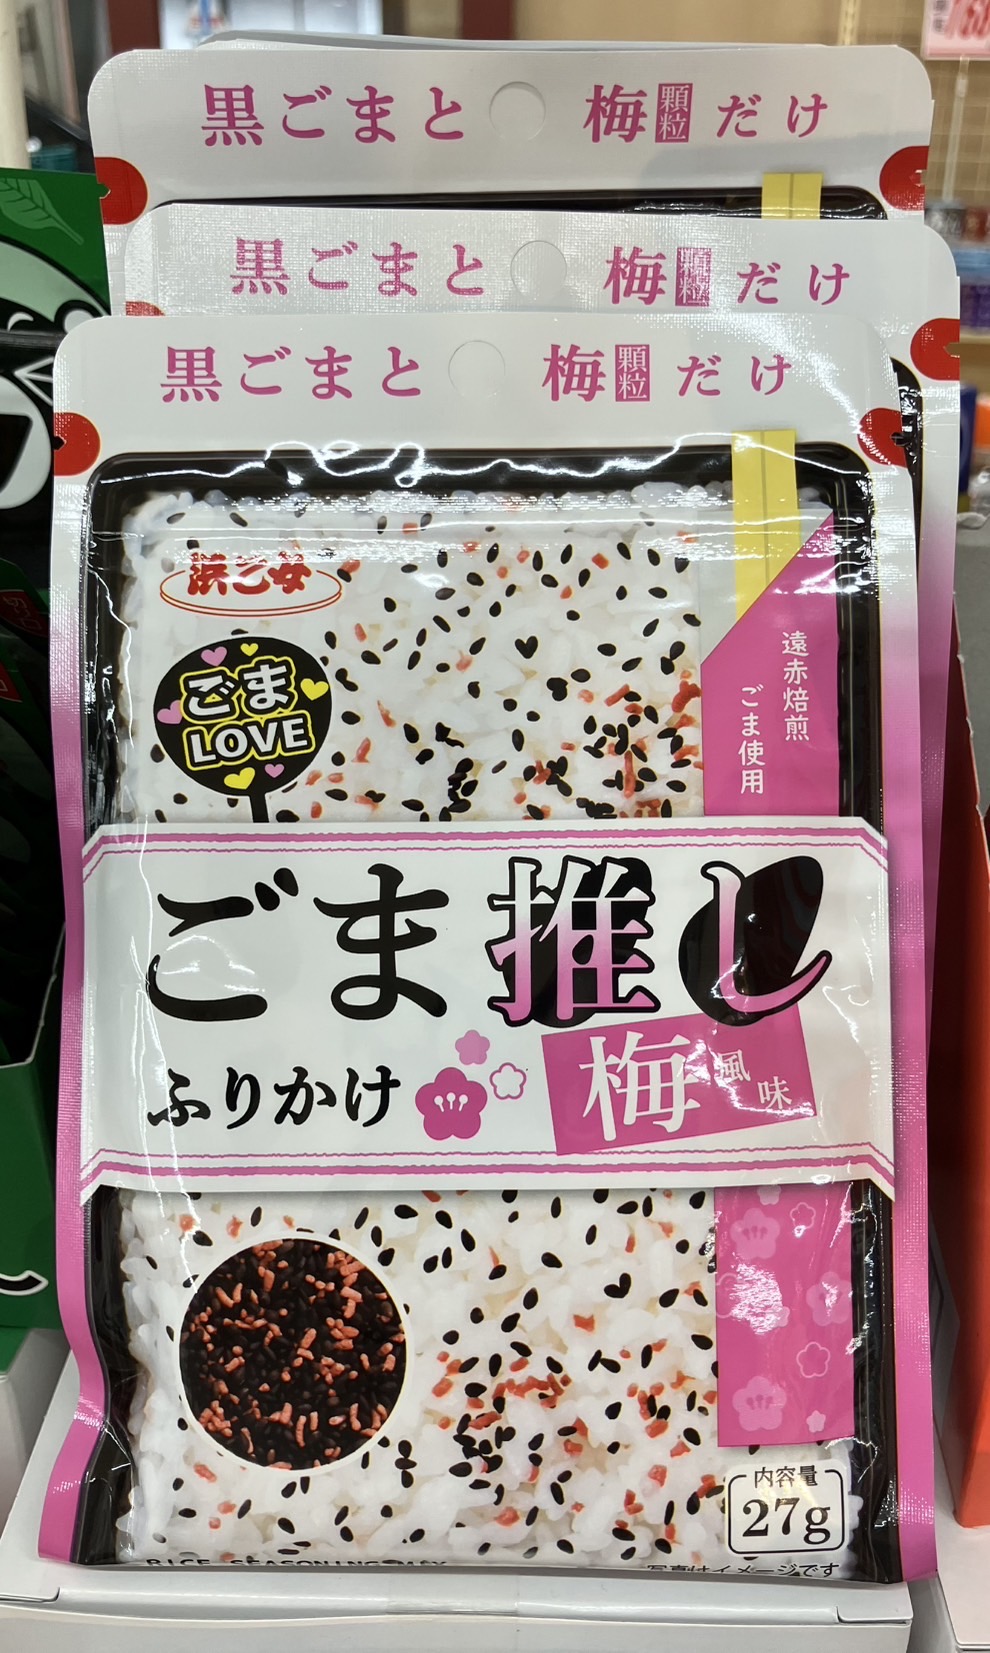 黒ごまと 梅顆粒だけ
黒ごまと 梅顆粒だけ
黒ごまと 梅顆粒だけ
浜乙女
ごま
LOVE
遠赤焙煎
ごま使用
ごま推し
ふりかけ
梅風味
内容量
27g
RICE SEASONING MIX
写真はイメージです